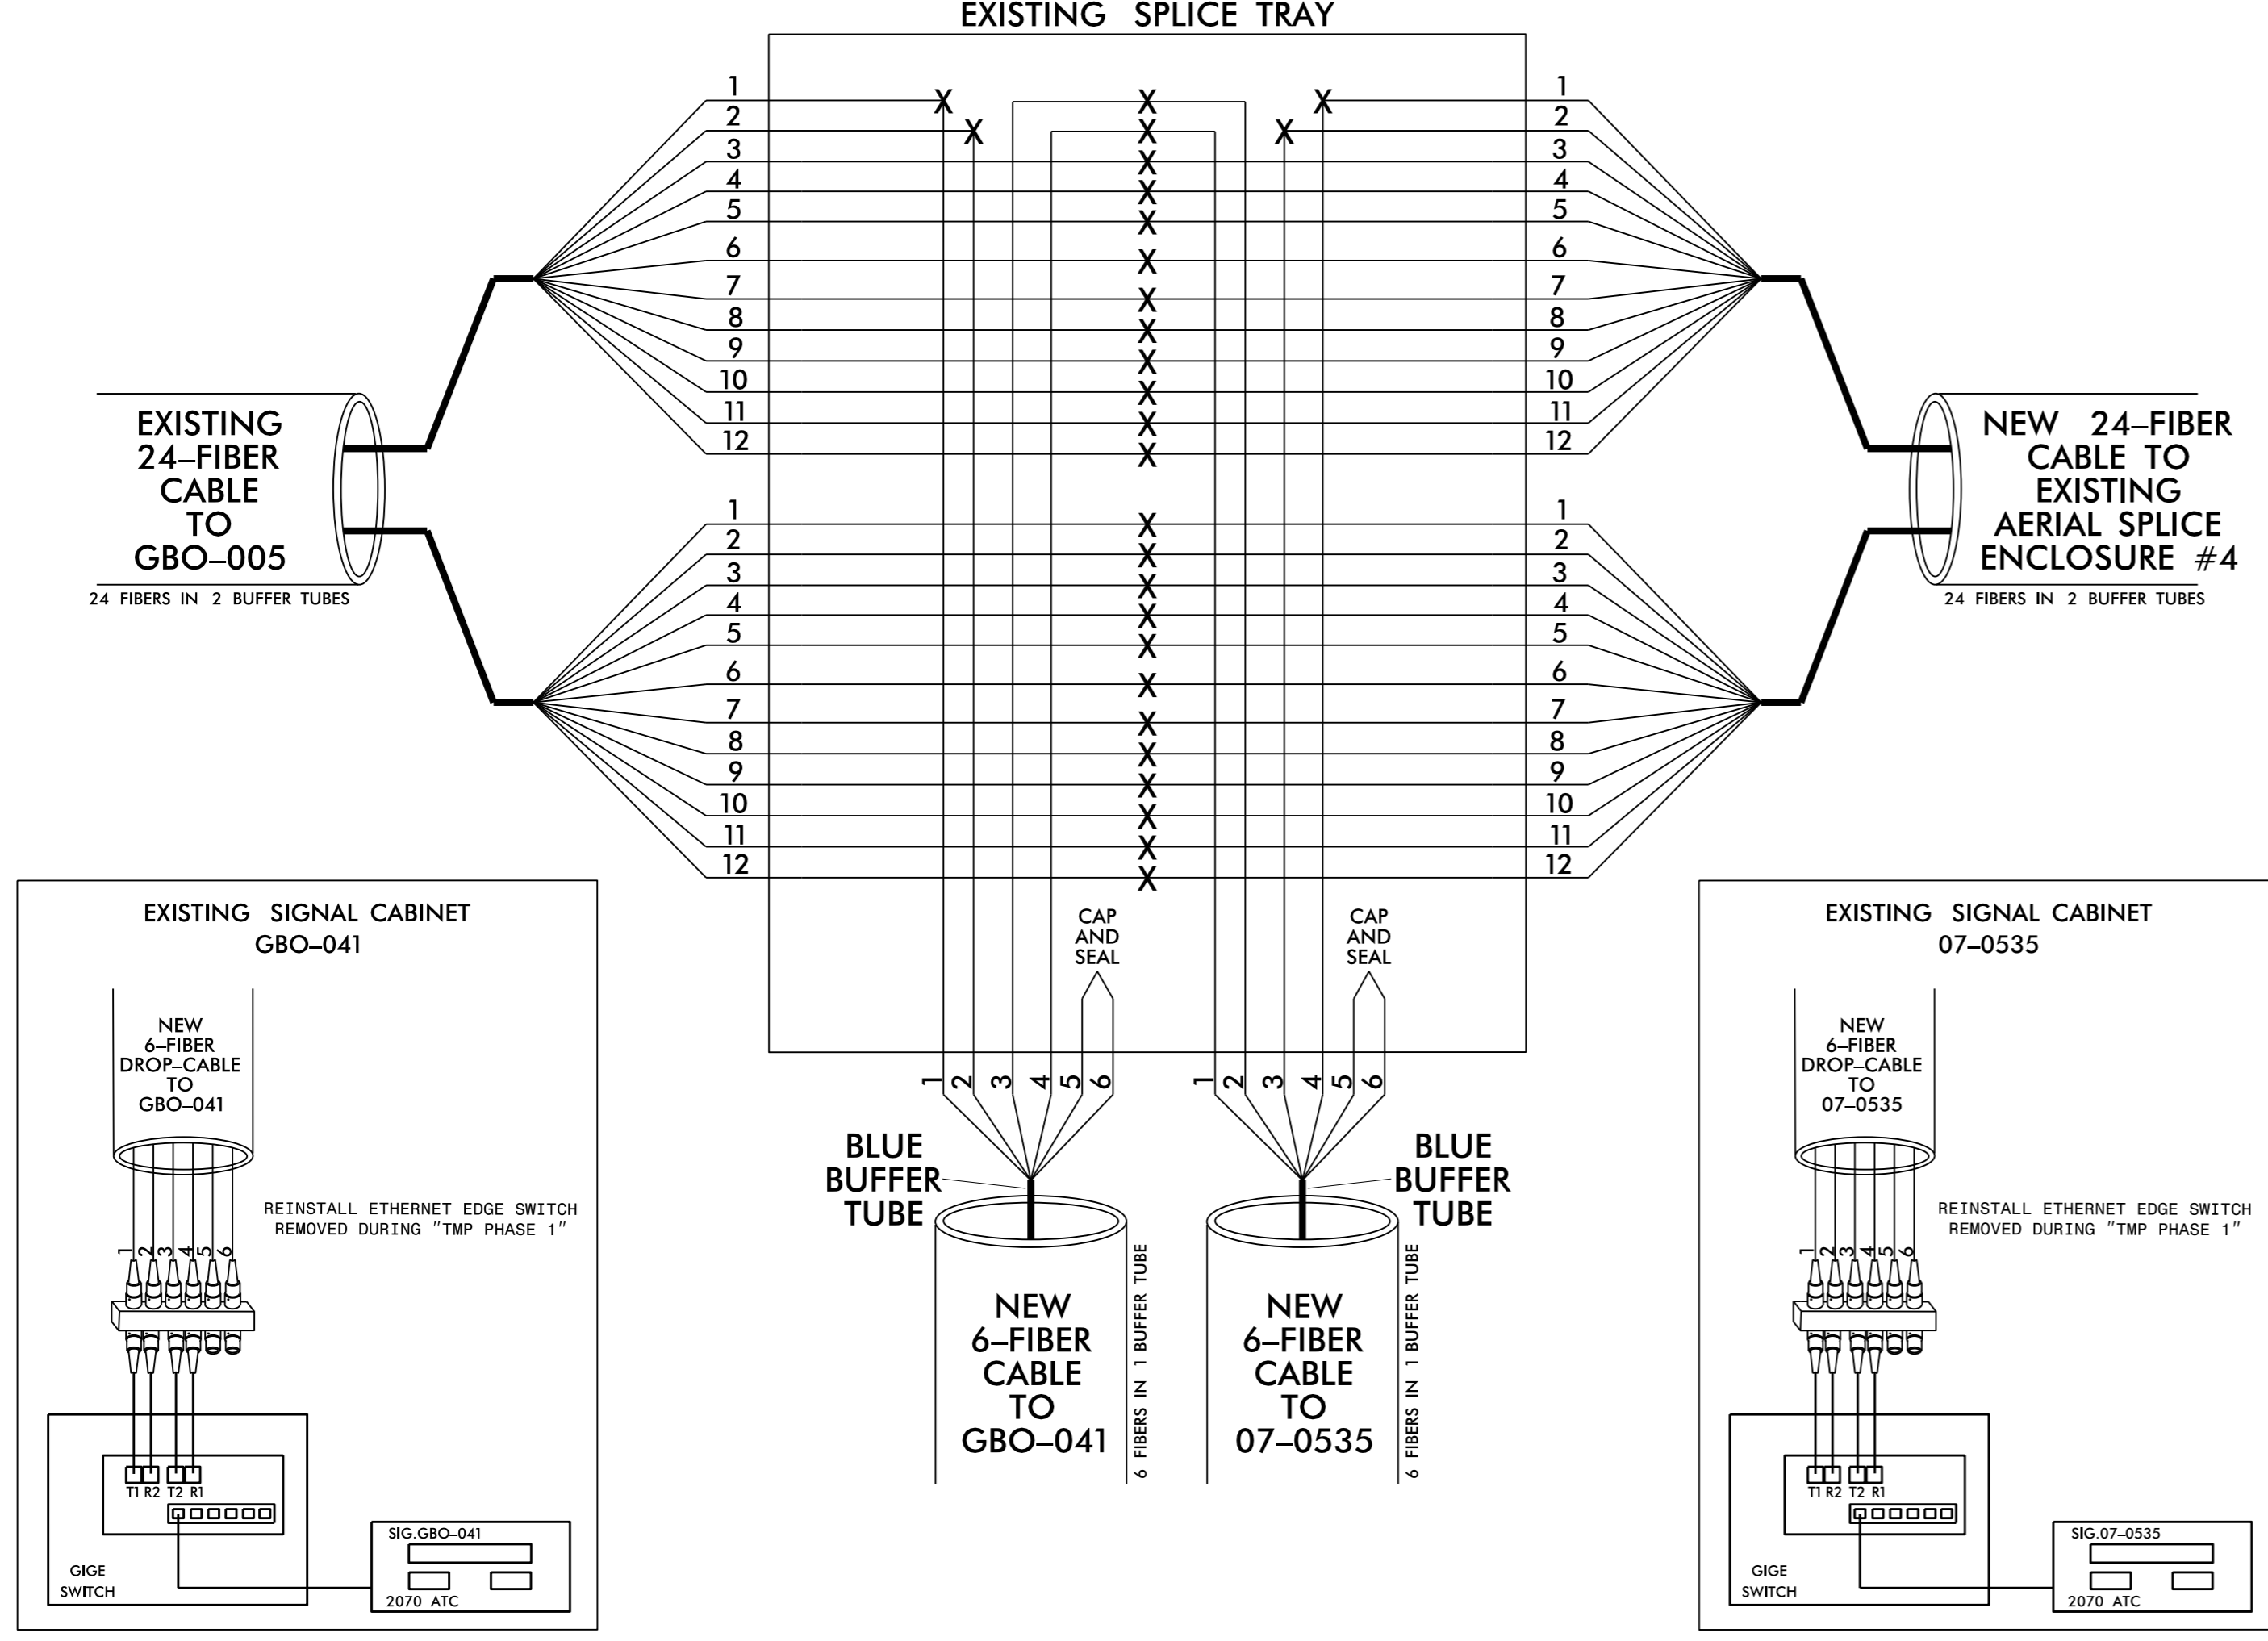 EXISTING SPLICE TRAY
1 1
2 2
3 3
4 4
5 5
6 6
7 7
8 8
9 9
10 10
11 11
12 12
X X X
X X X
X
X
X
X
X
X
X
X
X
X
EXISTING
24–FIBER
CABLE
TO
GBO–005
24 FIBERS IN 2 BUFFER TUBES
NEW 24–FIBER
CABLE TO
EXISTING
AERIAL SPLICE
ENCLOSURE #4
24 FIBERS IN 2 BUFFER TUBES
1 1
2 2
3 3
4 4
5 5
6 6
7 7
8 8
9 9
10 10
11 11
12 12
X
X
X
X
X
X
X
X
X
X
X
X
CAP
AND
SEAL
CAP
AND
SEAL
1 2 3 4 5 6
1 2 3 4 5 6
BLUE
BUFFER
TUBE
BLUE
BUFFER
TUBE
NEW
6–FIBER
CABLE
TO
GBO–041
6 FIBERS IN 1 BUFFER TUBE
NEW
6–FIBER
CABLE
TO
07–0535
6 FIBERS IN 1 BUFFER TUBE
EXISTING SIGNAL CABINET
GBO–041
NEW
6–FIBER
DROP–CABLE
TO
GBO–041
REINSTALL ETHERNET EDGE SWITCH
REMOVED DURING "TMP PHASE 1"
1 2 3 4 5 6
T1 R2 T2 R1
GIGE
SWITCH
SIG.GBO–041
2070 ATC
EXISTING SIGNAL CABINET
07–0535
NEW
6–FIBER
DROP–CABLE
TO
07–0535
REINSTALL ETHERNET EDGE SWITCH
REMOVED DURING "TMP PHASE 1"
1 2 3 4 5 6
T1 R2 T2 R1
GIGE
SWITCH
SIG.07–0535
2070 ATC